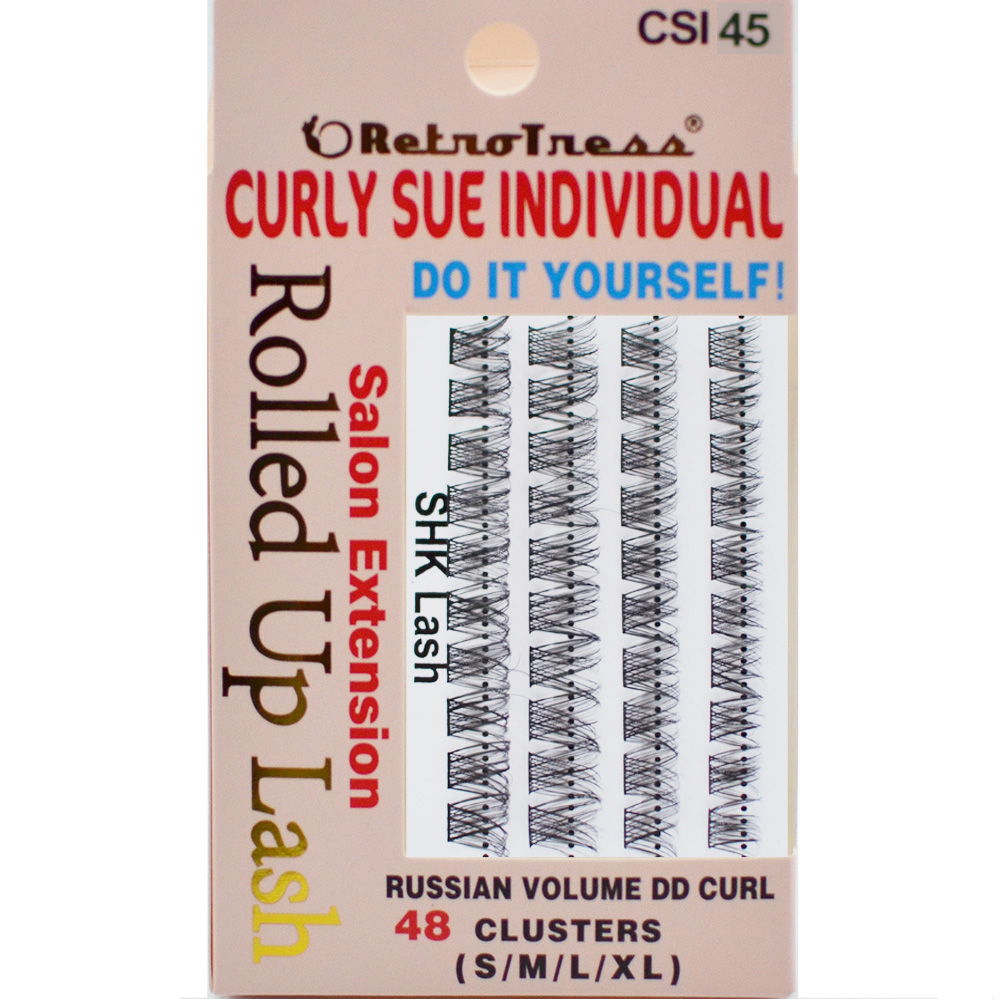 CSI 45
RetroTress®
CURLY SUE INDIVIDUAL
DO IT YOURSELF!
Rolled Up Lash
Salon Extension
SHK Lash
RUSSIAN VOLUME DD CURL
48 CLUSTERS
(S/M/L/XL)